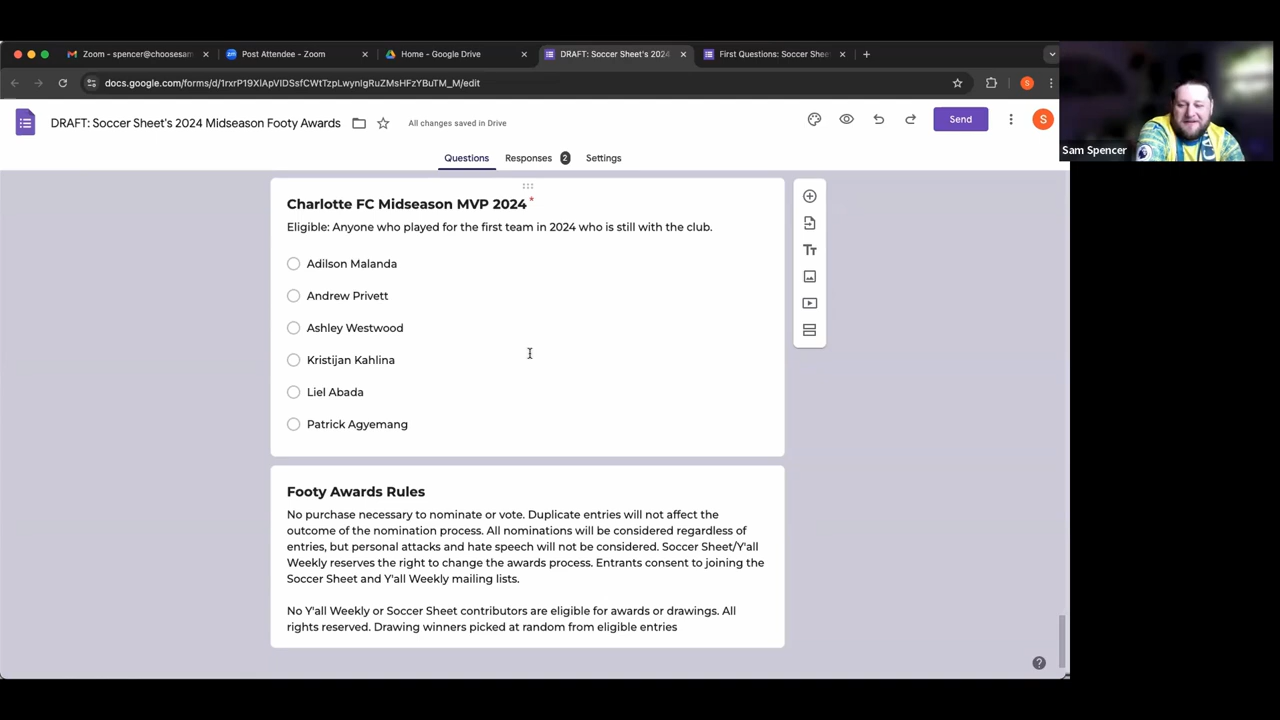 Zoom - spencer@choosesam
Post Attendee - Zoom
Home - Google Drive
DRAFT: Soccer Sheet's 2024
First Questions: Soccer Shee
docs.google.com/forms/d/1rxrP19XlApVIDSsfCWtTzpLwynIgRuZMsHFzYBuTM_M/edit
S
DRAFT: Soccer Sheet's 2024 Midseason Footy Awards
All changes saved in Drive
Send
S
Sam Spencer
Questions
Responses 2
Settings
Charlotte FC Midseason MVP 2024 *
Eligible: Anyone who played for the first team in 2024 who is still with the club.
Adilson Malanda
Andrew Privett
Ashley Westwood
Kristijan Kahlina
Liel Abada
Patrick Agyemang
Tт
Footy Awards Rules
No purchase necessary to nominate or vote. Duplicate entries will not affect the
outcome of the nomination process. All nominations will be considered regardless of
entries, but personal attacks and hate speech will not be considered. Soccer Sheet/Y'all
Weekly reserves the right to change the awards process. Entrants consent to joining the
Soccer Sheet and Y'all Weekly mailing lists.
No Y'all Weekly or Soccer Sheet contributors are eligible for awards or drawings. All
rights reserved. Drawing winners picked at random from eligible entries